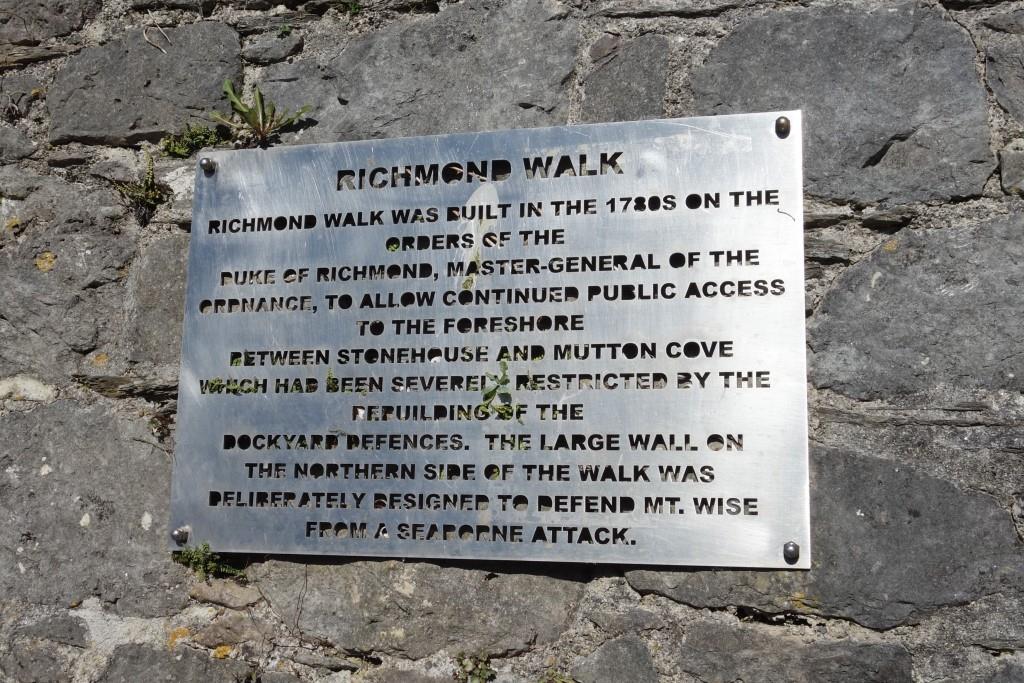 RICHMOND WALK
RICHMOND WALK WAS BUILT IN THE 1780S ON THE
ORDERS OF THE
DUKE OF RICHMOND, MASTER-GENERAL OF THE
ORDNANCE, TO ALLOW CONTINUED PUBLIC ACCESS
TO THE FORESHORE
BETWEEN STONEHOUSE AND MUTTON COVE
WHICH HAD BEEN SEVERELY RESTRICTED BY THE
REBUILDING OF THE
DOCKYARD DEFENCES. THE LARGE WALL ON
THE NORTHERN SIDE OF THE WALK WAS
DELIBERATELY DESIGNED TO DEFEND MT. WISE
FROM A SEABORNE ATTACK.